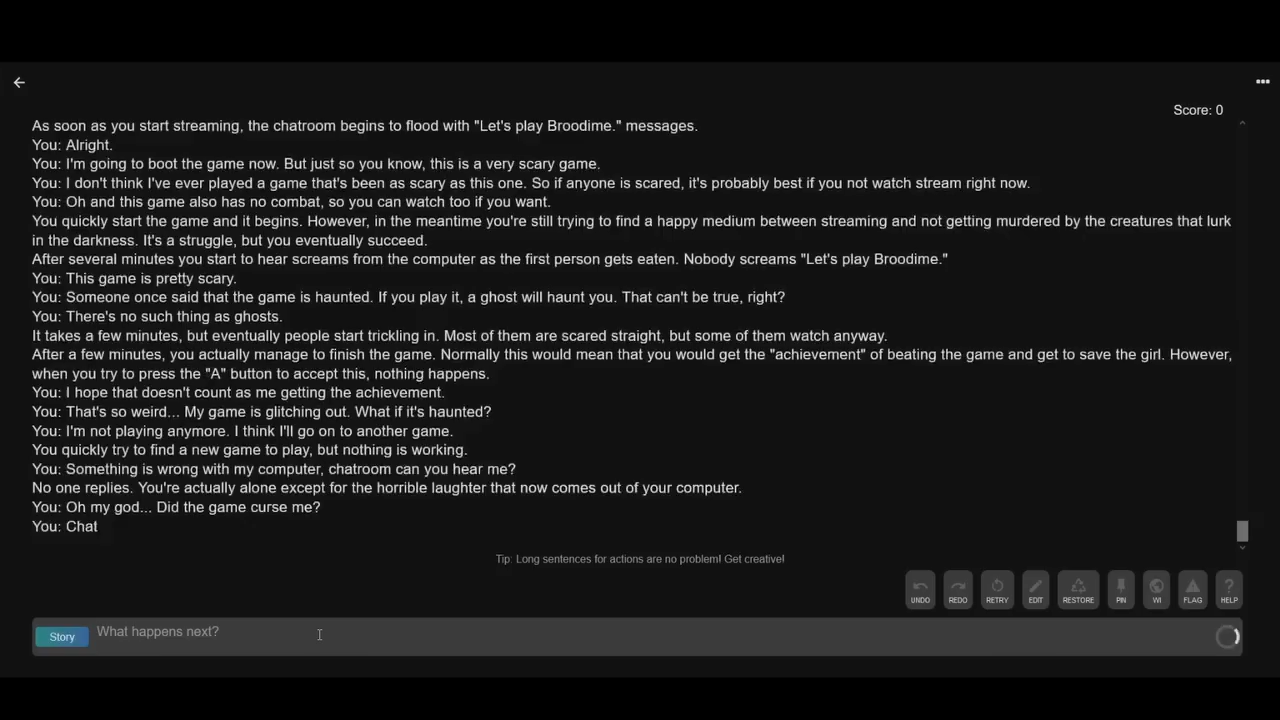 Score: 0
As soon as you start streaming, the chatroom begins to flood with "Let's play Broodime." messages.
You: Alright.
You: I'm going to boot the game now. But just so you know, this is a very scary game.
You: I don't think I've ever played a game that's been as scary as this one. So if anyone is scared, it's probably best if you not watch stream right now.
You: Oh and this game also has no combat, so you can watch too if you want.
You quickly start the game and it begins. However, in the meantime you're still trying to find a happy medium between streaming and not getting murdered by the creatures that lurk
in the darkness. It's a struggle, but you eventually succeed.
After several minutes you start to hear screams from the computer as the first person gets eaten. Nobody screams "Let's play Broodime."
You: This game is pretty scary.
You: Someone once said that the game is haunted. If you play it, a ghost will haunt you. That can't be true, right?
You: There's no such thing as ghosts.
It takes a few minutes, but eventually people start trickling in. Most of them are scared straight, but some of them watch anyway.
After a few minutes, you actually manage to finish the game. Normally this would mean that you would get the "achievement" of beating the game and get to save the girl. However,
when you try to press the "A" button to accept this, nothing happens.
You: I hope that doesn't count as me getting the achievement.
You: That's so weird... My game is glitching out. What if it's haunted?
You: I'm not playing anymore. I think I'll go on to another game.
You quickly try to find a new game to play, but nothing is working.
You: Something is wrong with my computer, chatroom can you hear me?
No one replies. You're actually alone except for the horrible laughter that now comes out of your computer.
You: Oh my god... Did the game curse me?
You: Chat
Tip: Long sentences for actions are no problem! Get creative!
UNDO REDO RETRY EDIT RESTORE PIN WI FLAG HELP
Story What happens next?